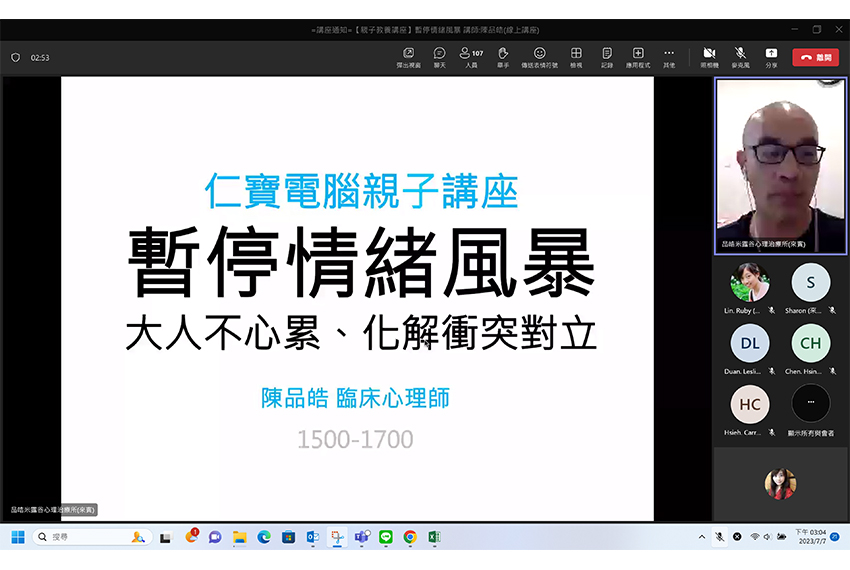 =講座通知=【親子教養講座】暫停情緒風暴 講師:陳品皓(線上講座)
02:53
彈出視窗
聊天
107
人員
舉手
傳送表情符號
檢視
記錄
應用程式
其他
照相機
麥克風
分享
離開
仁寶電腦親子講座
暫停情緒風暴
大人不心累、化解衝突對立
陳品皓 臨床心理師
1500-1700
品皓米露谷心理治療所(來賓)
Lin, Ruby (...
S
Sharon (來...
DL
Duan, Lesli...
CH
Chen, Hsin...
HC
Hsieh, Carr...
...
顯示所有與會者
品皓米露谷心理治療所(來賓)
搜尋
1
下午 03:04
2023/7/7